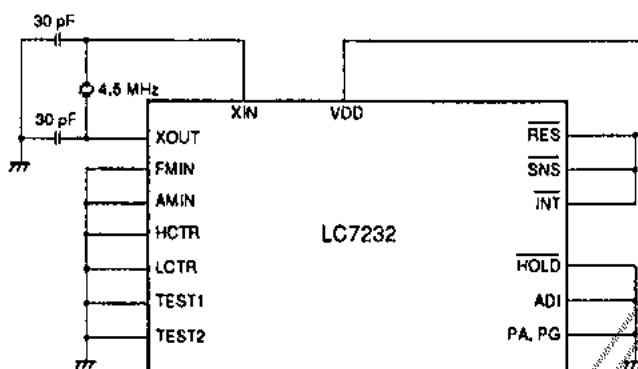 30 pF
4.5 MHz
30 pF
XIN
VDD
XOUT
FMIN
AMIN
HCTR
LCTR
TEST1
TEST2
LC7232
RES
SNS
INT
HOLD
ADI
PA, PG